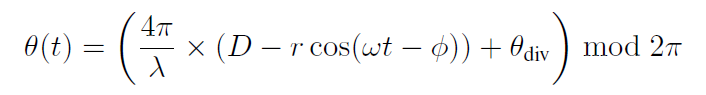 θ(t) = (4π/λ × (D − r cos(ωt − ϕ)) + θ_div) mod 2π